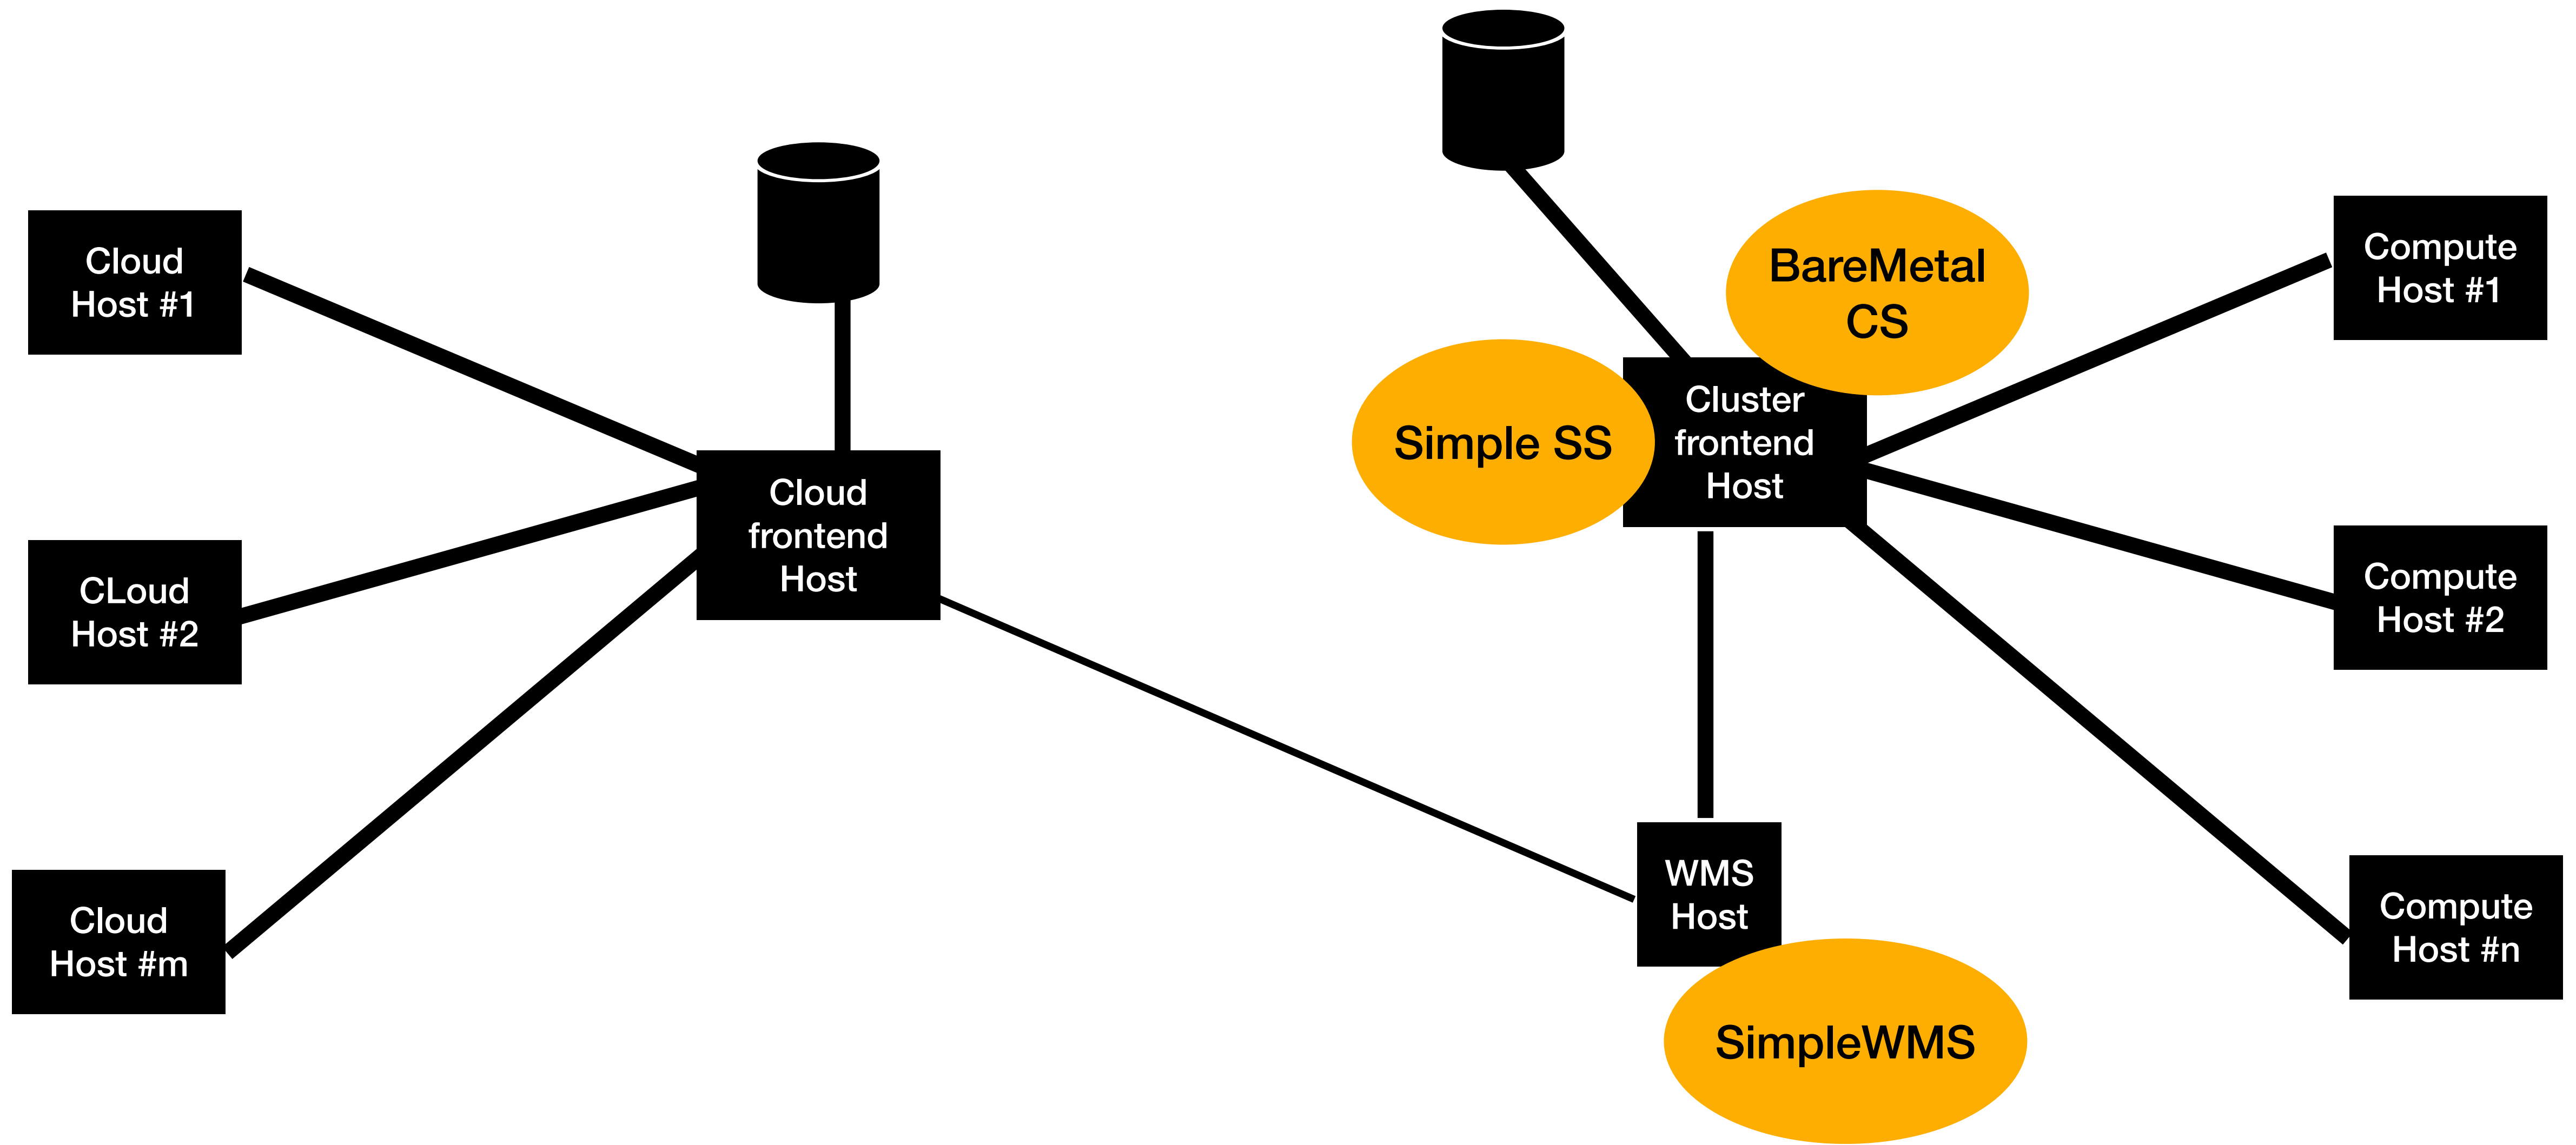 Cloud
Host #1
CLoud
Host #2
Cloud
Host #m
Cloud
frontend
Host
Simple SS
BareMetal
CS
Cluster
frontend
Host
WMS
Host
SimpleWMS
Compute
Host #1
Compute
Host #2
Compute
Host #n